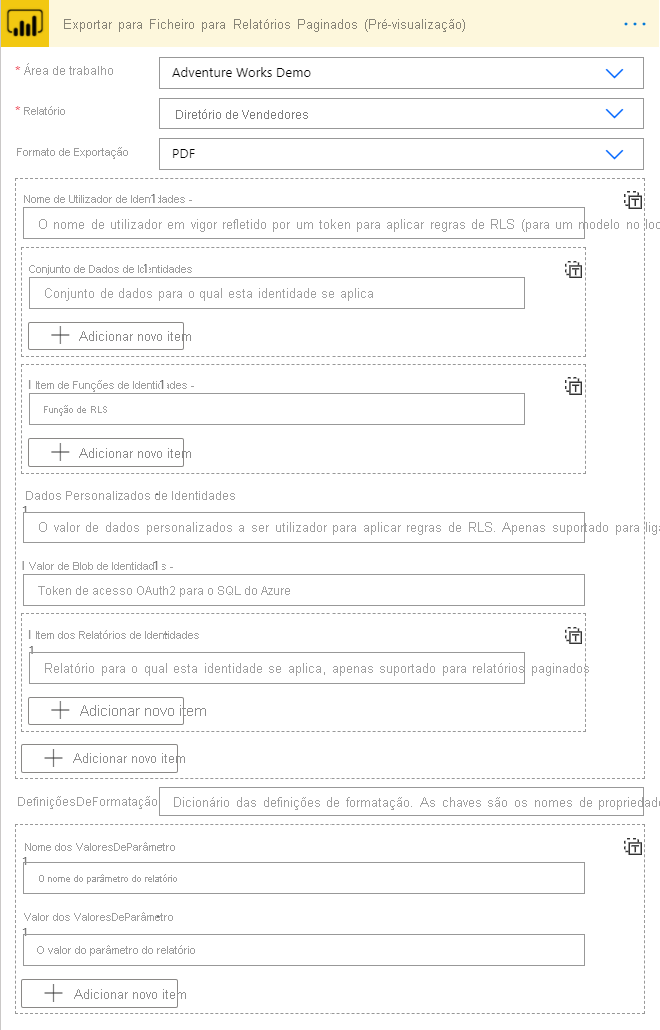 Exportar para Ficheiro para Relatórios Paginados (Pré-visualização)
* Área de trabalho
Adventure Works Demo
* Relatório
Diretório de Vendedores
Formato de Exportação
PDF
Nome de Utilizador de Identidades - 1
O nome de utilizador em vigor refletido por um token para aplicar regras de RLS (para um modelo no
Conjunto de Dados de Identidades 1
Conjunto de dados para o qual esta identidade se aplica
Adicionar novo item
Item de Funções de Identidades - 1
Função de RLS
Adicionar novo item
Dados Personalizados de Identidades -
1
O valor de dados personalizados a ser utilizador para aplicar regras de RLS. Apenas suportado para
Valor de Blob de Identidades - 1
Token de acesso OAuth2 para o SQL do Azure
Item dos Relatórios de Identidades -
1
Relatório para o qual esta identidade se aplica, apenas suportado para relatórios paginados
Adicionar novo item
Adicionar novo item
DefiniçõesDeFormatação
Dicionário das definições de formatação. As chaves são os nomes de
Nome dos ValoresDeParâmetro
1
O nome do parâmetro do relatório
Valor dos ValoresDeParâmetro -
1
O valor do parâmetro do relatório
Adicionar novo item